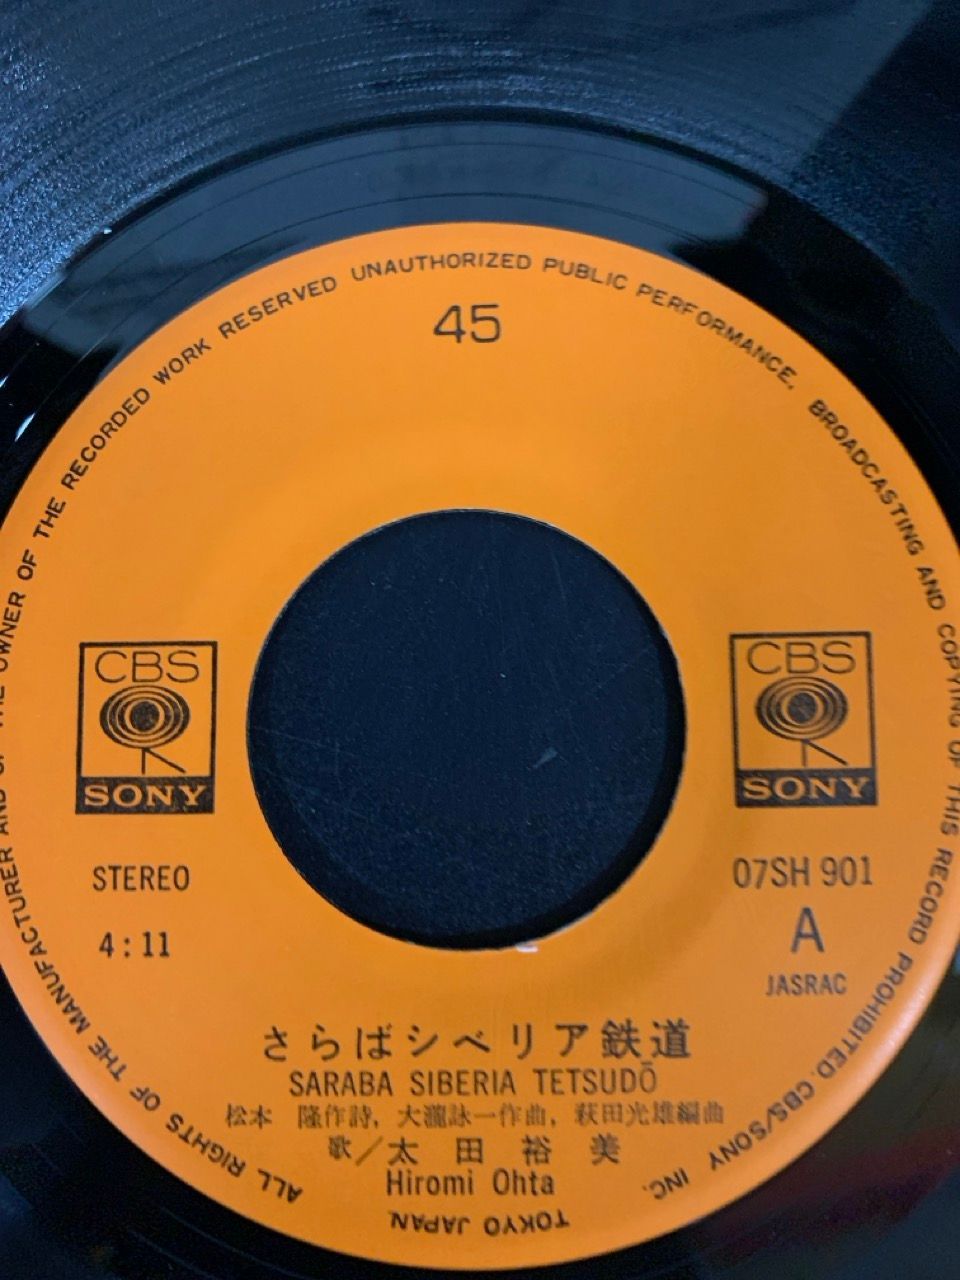 ALL RIGHTS OF THE MANUFACTURER AND OF THE OWNER OF THE RECORDED WORK RESERVED UNAUTHORIZED PUBLIC PERFORMANCE, BROADCASTING AND COPYING OF THIS RECORD PROHIBITED. CBS/SONY INC. TOKYO JAPAN.
45
CBS
SONY
CBS
SONY
STEREO
4:11
07SH 901
A
JASRAC
さらばシベリア鉄道
SARABA SIBERIA TETSUDŌ
松本 隆作詩, 大瀧詠一作曲, 萩田光雄編曲
歌/太田裕美
Hiromi Ohta